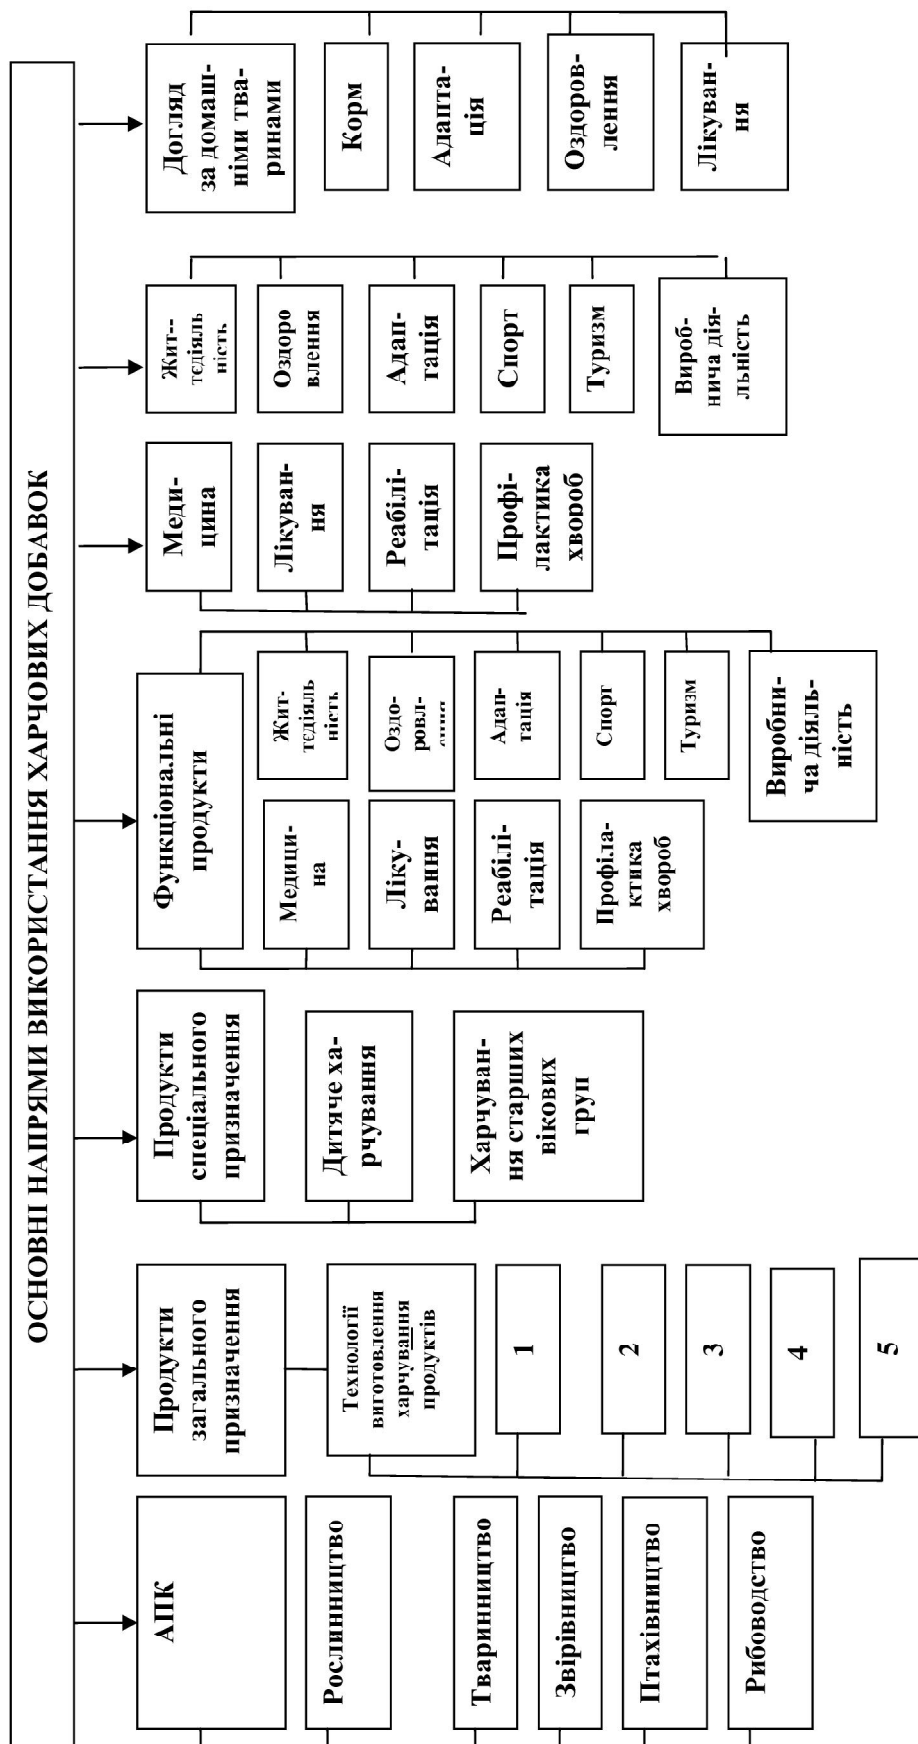 ОСНОВНІ НАПРЯМИ ВИКОРИСТАННЯ ХАРЧОВИХ ДОБАВОК
АПК
Рослинництво
Тваринництво
Звірівництво
Птахівництво
Рибоводство
Продукти
загального
призначення
Технології
виготовлення
харчування
продуктів
1
2
3
4
5
Продукти
спеціального
призначення
Дитяче ха-
рчування
Харчуван-
ня старших
вікових
груп
Функціональні
продукти
Медици-
на
Ліку-
вання
Реабілі-
тація
Профіла-
ктика
хвороб
Жит-
тєдіяль
ність
Оздо-
ровл-
Адап-
тація
Спорт
Туризм
Виробни-
ча діяль-
ність
Меди-
цина
Лікуван-
ня
Реабілі-
тація
Профі-
лактика
хвороб
Жит--
тєдіяль
ність
Оздоро
влення
Адап-
тація
Спорт
Туризм
Вироб-
нича дія-
льність
Догляд
за домаш-
німи тва-
ринами
Корм
Адапта-
ція
Оздоров-
лення
Лікуван-
ня